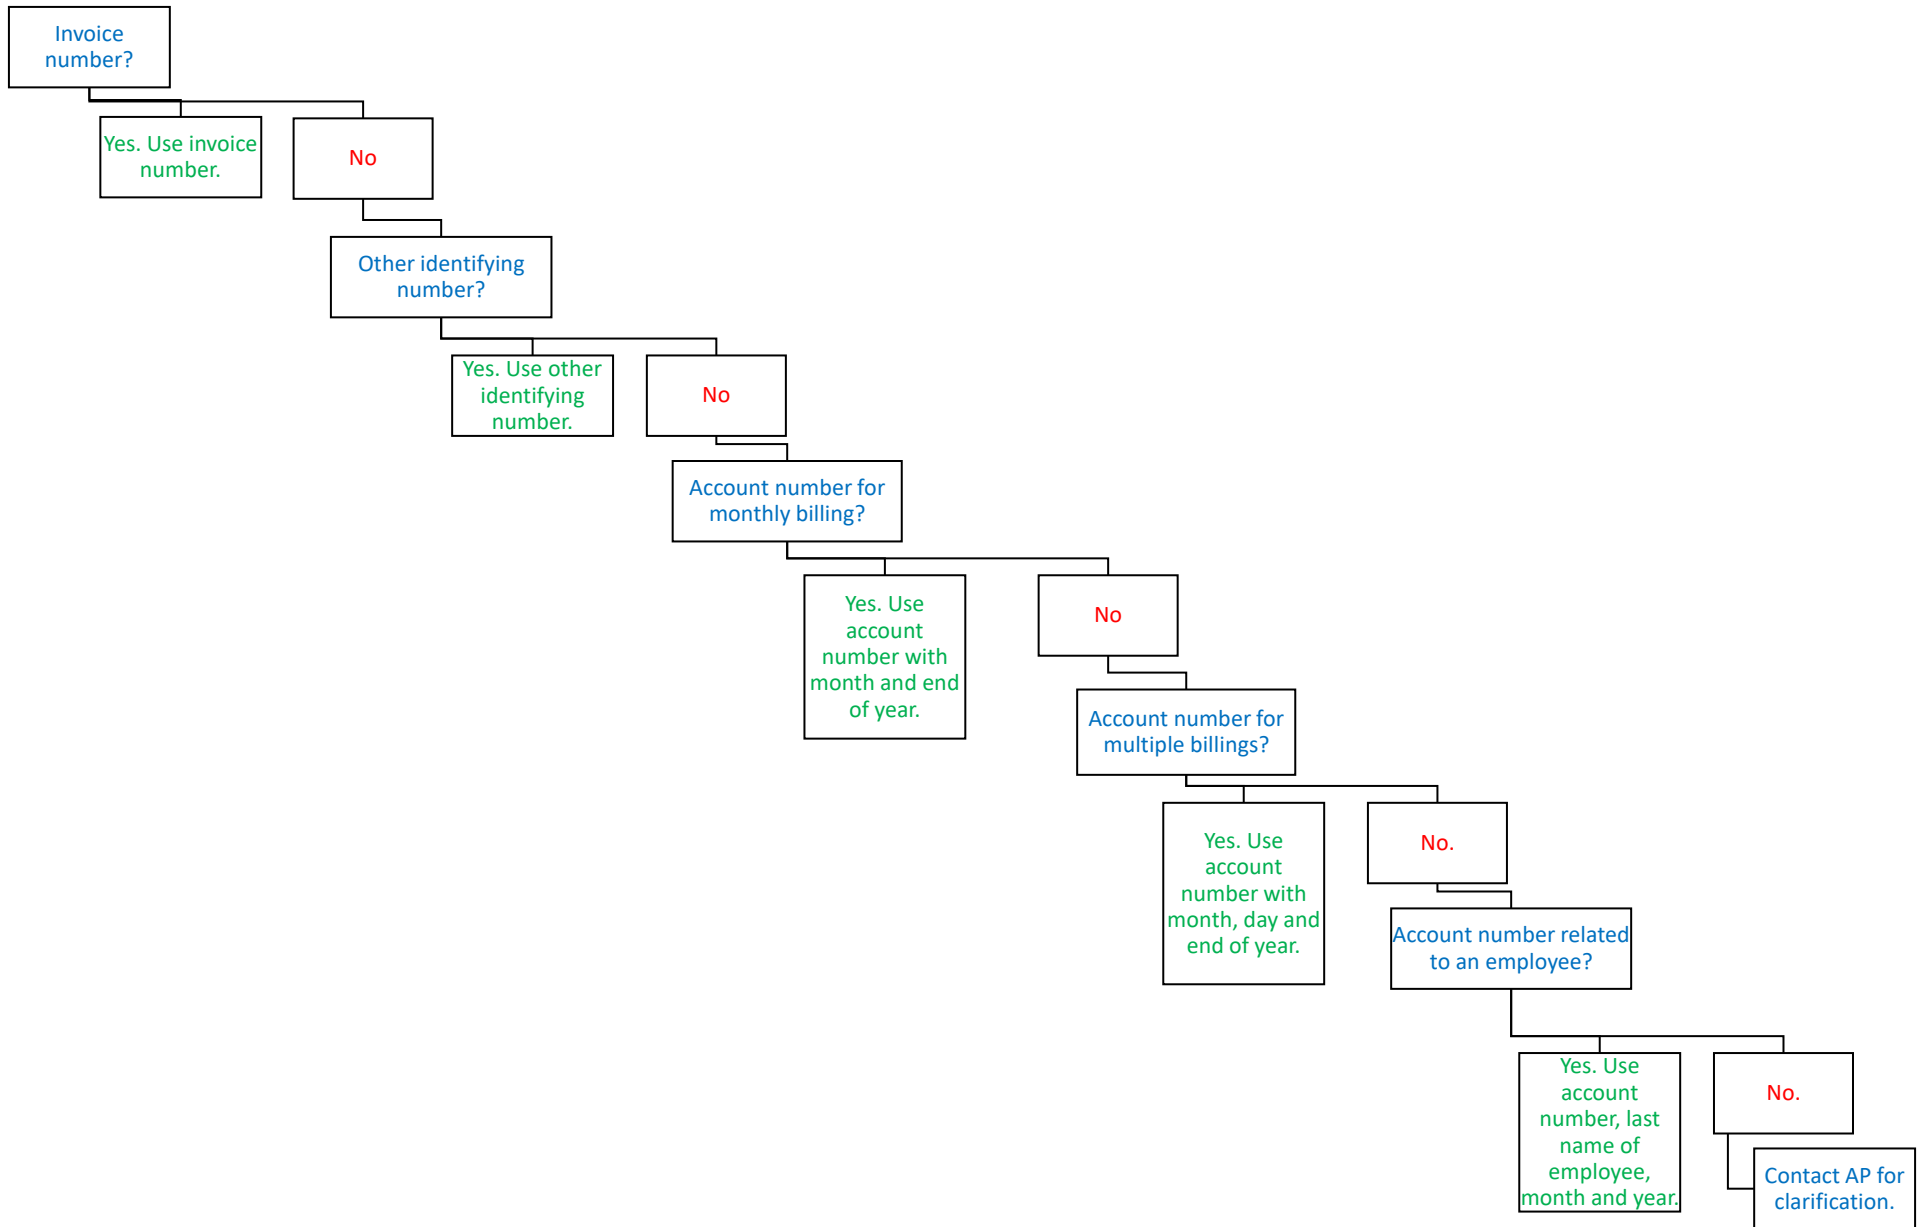 Invoice
number?
Yes. Use invoice
number.
No
Other identifying
number?
Yes. Use other
identifying
number.
No
Account number for
monthly billing?
Yes. Use
account
number with
month and end
of year.
No
Account number for
multiple billings?
Yes. Use
account
number with
month, day and
end of year.
No.
Account number related
to an employee?
Yes. Use
account
number, last
name of
employee,
month and year.
No.
Contact AP for
clarification.